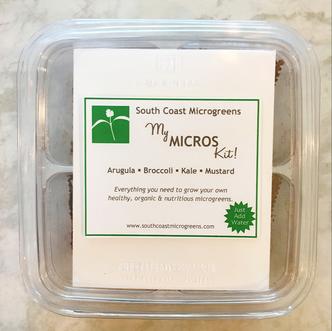 South Coast Microgreens
My
MICROS
Kit!
Arugula • Broccoli • Kale • Mustard
Everything you need to grow your own
healthy, organic & nutritious microgreens.
Just
Add
Water
www.southcoastmicrogreens.com